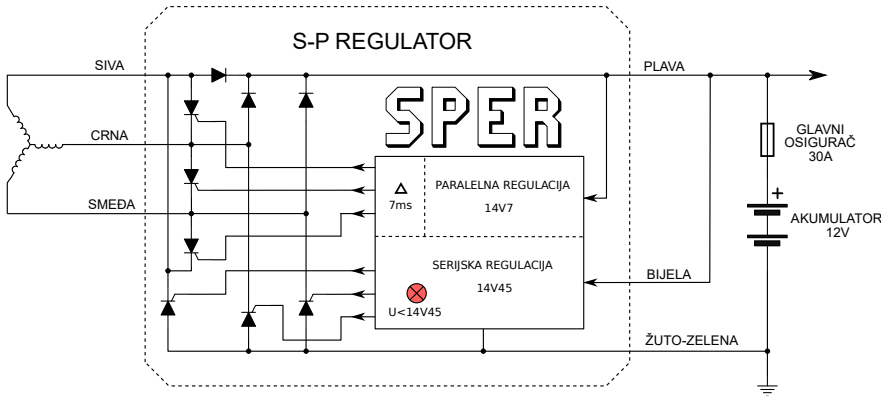 S-P REGULATOR
SIVA
PLAVA
SPER
CRNA
GLAVNI
OSIGURAČ
30A
PARALELNA REGULACIJA
Δ
7ms
14V7
SMEĐA
+
AKUMULATOR
12V
SERIJSKA REGULACIJA
14V45
BIJELA
U<14V45
ŽUTO-ZELENA